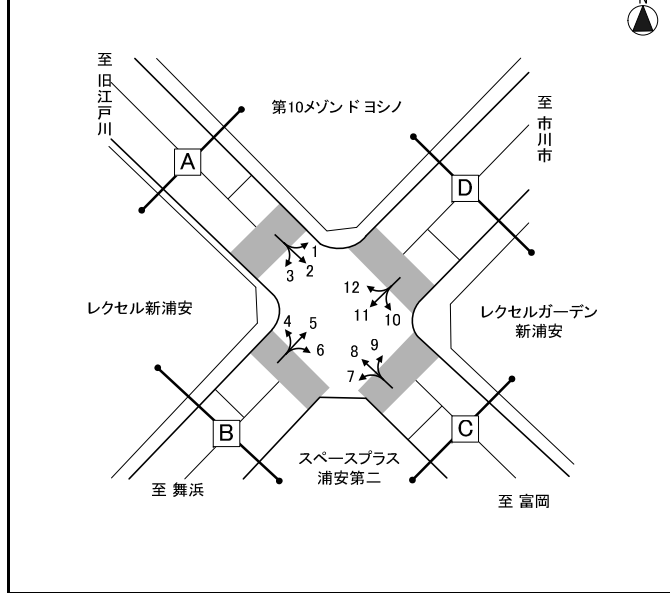 N
至 旧江戸川
第10メゾンドヨシノ
至 市川市
A
D
1
2
3
12
11
10
レクセル新浦安
レクセルガーデン
新浦安
4
5
6
8
9
7
B
C
スペースプラス
浦安第二
至 舞浜
至 富岡